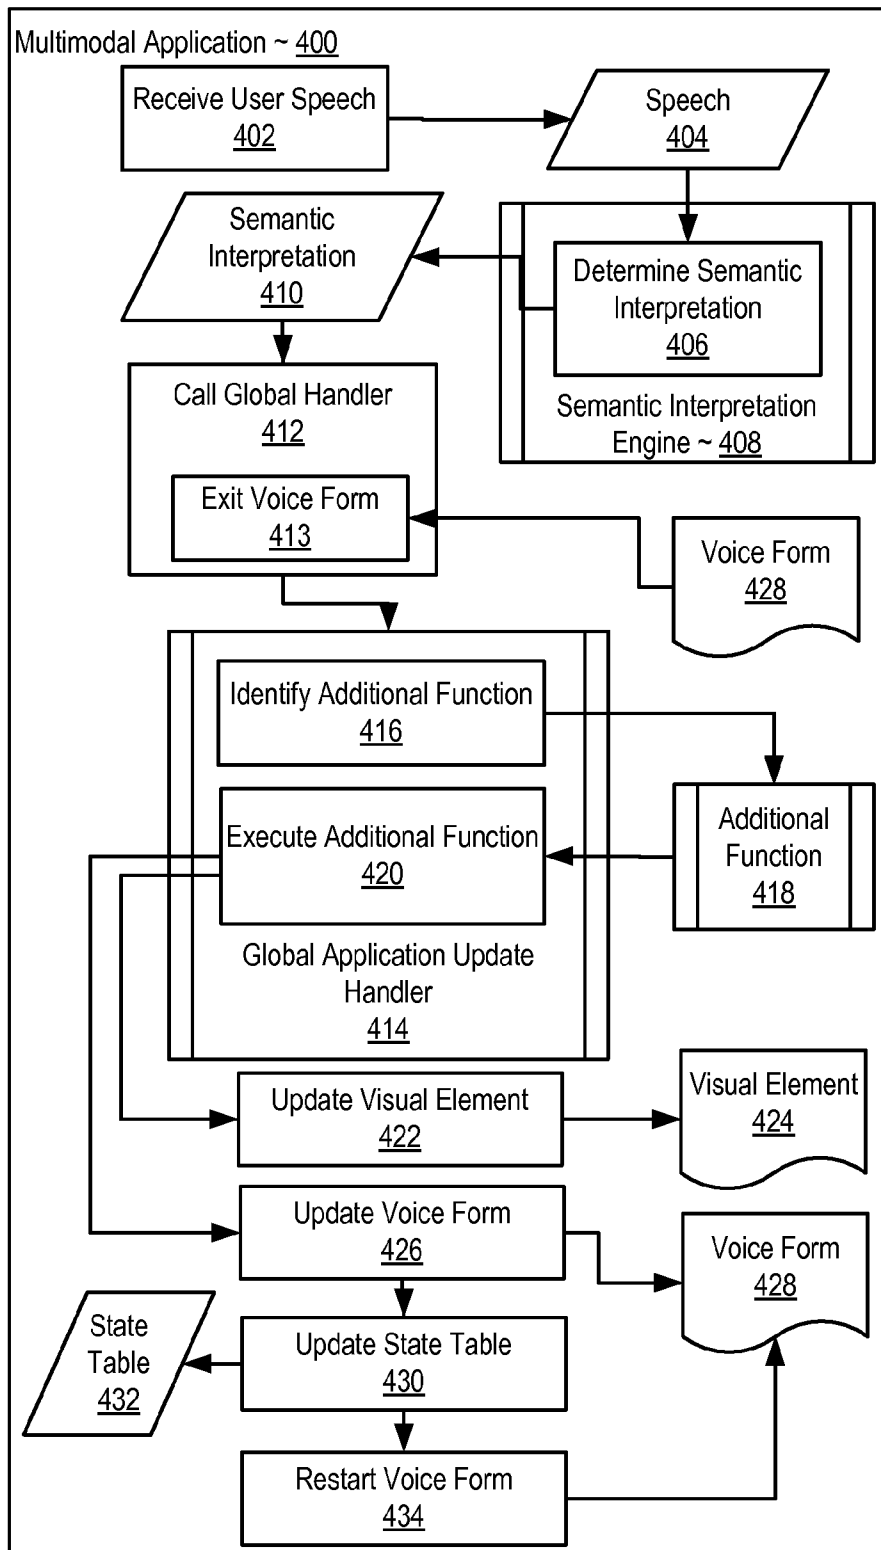 Multimodal Application ~ 400
Receive User Speech
402
Speech
404
Semantic
Interpretation
410
Determine Semantic
Interpretation
406
Semantic Interpretation
Engine ~ 408
Call Global Handler
412
Exit Voice Form
413
Voice Form
428
Identify Additional Function
416
Additional
Function
418
Execute Additional Function
420
Global Application Update
Handler
414
Update Visual Element
422
Visual Element
424
Update Voice Form
426
Voice Form
428
State
Table
432
Update State Table
430
Restart Voice Form
434